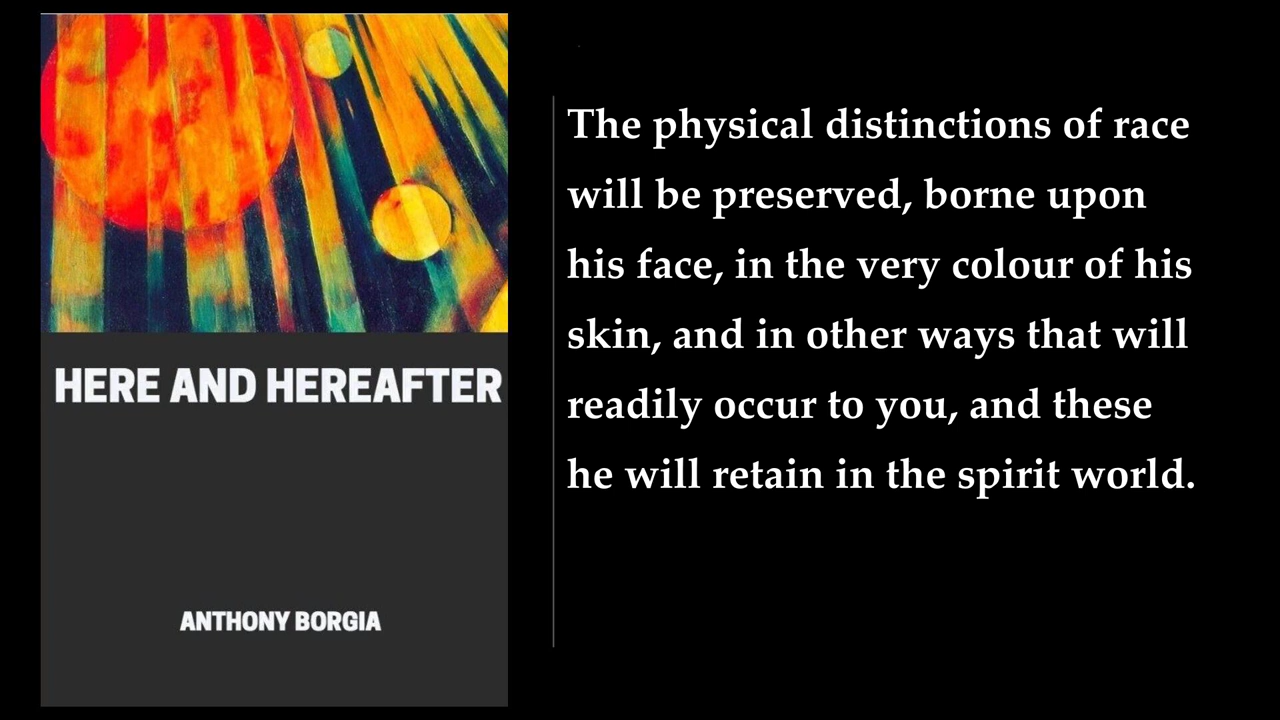 HERE AND HEREAFTER
ANTHONY BORGIA
The physical distinctions of race
will be preserved, borne upon
his face, in the very colour of his
skin, and in other ways that will
readily occur to you, and these
he will retain in the spirit world.